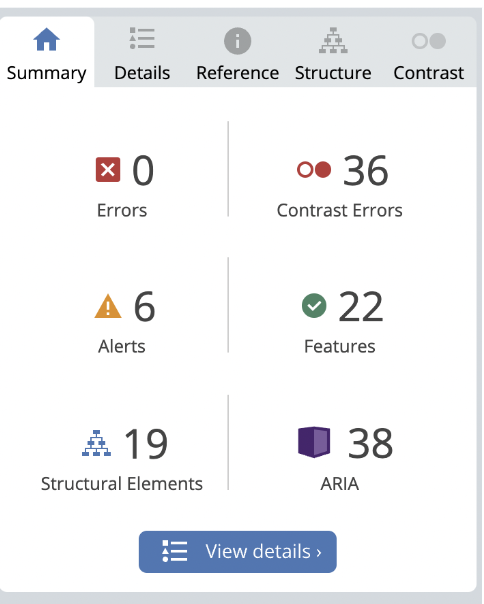 Summary Details Reference Structure Contrast
0 36
Errors Contrast Errors
6 22
Alerts Features
19 38
Structural Elements ARIA
View details ›